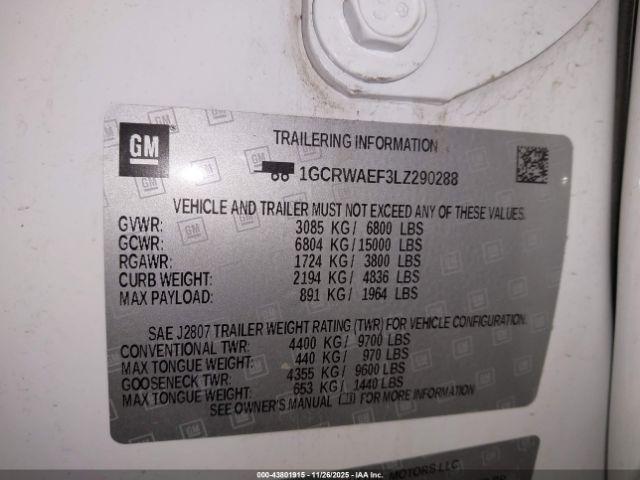 GM
TRAILERING INFORMATION
1GCRWAEF3LZ290288
VEHICLE AND TRAILER MUST NOT EXCEED ANY OF THESE VALUES.
GVWR: 3085 KG/ 6800 LBS
GCWR: 6804 KG/15000 LBS
RGAWR: 1724 KG/ 3800 LBS
CURB WEIGHT: 2194 KG/ 4836 LBS
MAX PAYLOAD: 891 KG/ 1964 LBS
SAE J2807 TRAILER WEIGHT RATING (TWR) FOR VEHICLE CONFIGURATION.
CONVENTIONAL TWR: 4400 KG/ 9700 LBS
MAX TONGUE WEIGHT: 440 KG/ 970 LBS
GOOSENECK TWR: 4355 KG/ 9600 LBS
MAX TONGUE WEIGHT: 653 KG/ 1440 LBS
SEE OWNER'S MANUAL FOR MORE INFORMATION
MOTORS LLC
000-43801915 - 11/26/2025 - IAAI.com